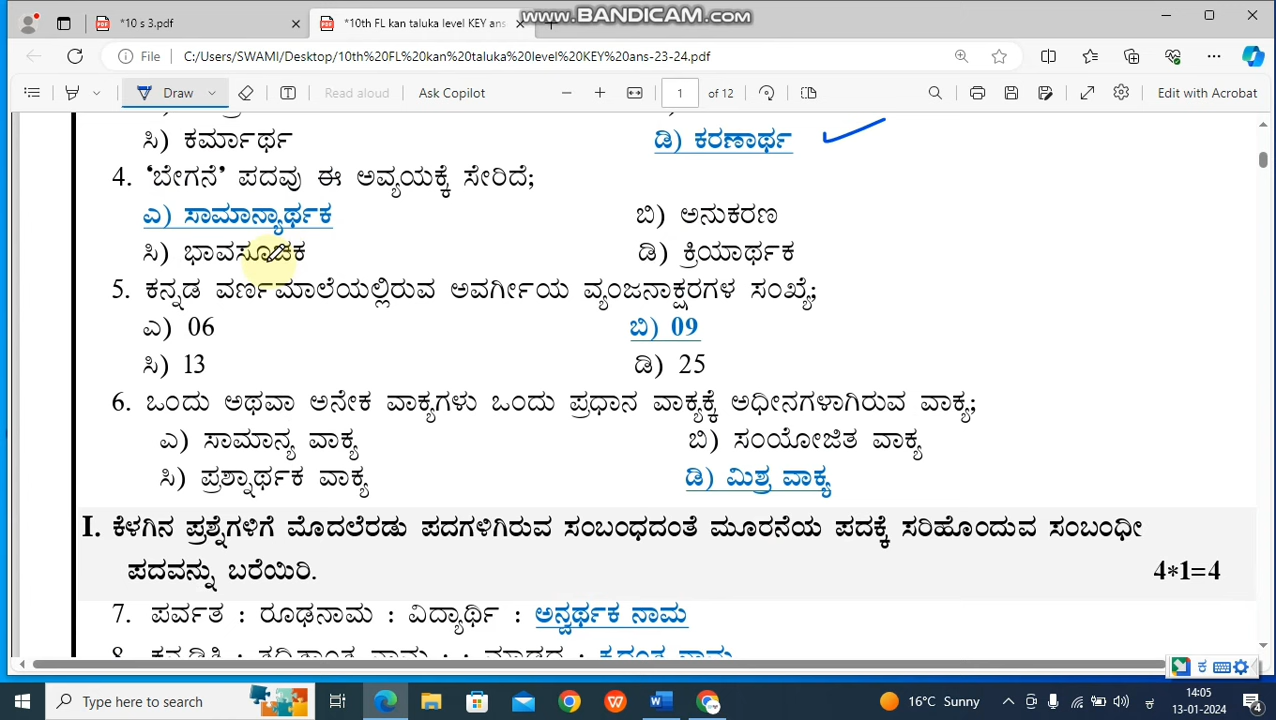 www.BANDICAM.com
*10 s 3.pdf
*10th FL kan taluka level KEY ans
File
C:/Users/SWAMI/Desktop/10th%20FL%20kan%20taluka%20level%20KEY%20ans-23-24.pdf
Draw
Read aloud
Ask Copilot
1 of 12
Edit with Acrobat
ಸಿ) ಕರ್ಮಾರ್ಥ ಡಿ) ಕರಣಾರ್ಥ
4. ‘ಬೇಗನೆ’ ಪದವು ಈ ಅವ್ಯಯಕ್ಕೆ ಸೇರಿದೆ;
ಎ) ಸಾಮಾನ್ಯಾರ್ಥಕ ಬಿ) ಅನುಕರಣ
ಸಿ) ಭಾವಸೂಚಕ ಡಿ) ಕ್ರಿಯಾರ್ಥಕ
5. ಕನ್ನಡ ವರ್ಣಮಾಲೆಯಲ್ಲಿರುವ ಅವರ್ಗೀಯ ವ್ಯಂಜನಾಕ್ಷರಗಳ ಸಂಖ್ಯೆ;
ಎ) 06 ಬಿ) 09
ಸಿ) 13 ಡಿ) 25
6. ಒಂದು ಅಥವಾ ಅನೇಕ ವಾಕ್ಯಗಳು ಒಂದು ಪ್ರಧಾನ ವಾಕ್ಯಕ್ಕೆ ಅಧೀನಗಳಾಗಿರುವ ವಾಕ್ಯ;
ಎ) ಸಾಮಾನ್ಯ ವಾಕ್ಯ ಬಿ) ಸಂಯೋಜಿತ ವಾಕ್ಯ
ಸಿ) ಪ್ರಶ್ನಾರ್ಥಕ ವಾಕ್ಯ ಡಿ) ಮಿಶ್ರ ವಾಕ್ಯ
I. ಕೆಳಗಿನ ಪ್ರಶ್ನೆಗಳಿಗೆ ಮೊದಲೆರಡು ಪದಗಳಿಗಿರುವ ಸಂಬಂಧದಂತೆ ಮೂರನೆಯ ಪದಕ್ಕೆ ಸರಿಹೊಂದುವ ಸಂಬಂಧೀ
ಪದವನ್ನು ಬರೆಯಿರಿ. 4*1=4
7. ಪರ್ವತ : ರೂಢನಾಮ : ವಿದ್ಯಾರ್ಥಿ : ಅನ್ವರ್ಥಕ ನಾಮ
Type here to search
16°C Sunny
14:05
13-01-2024